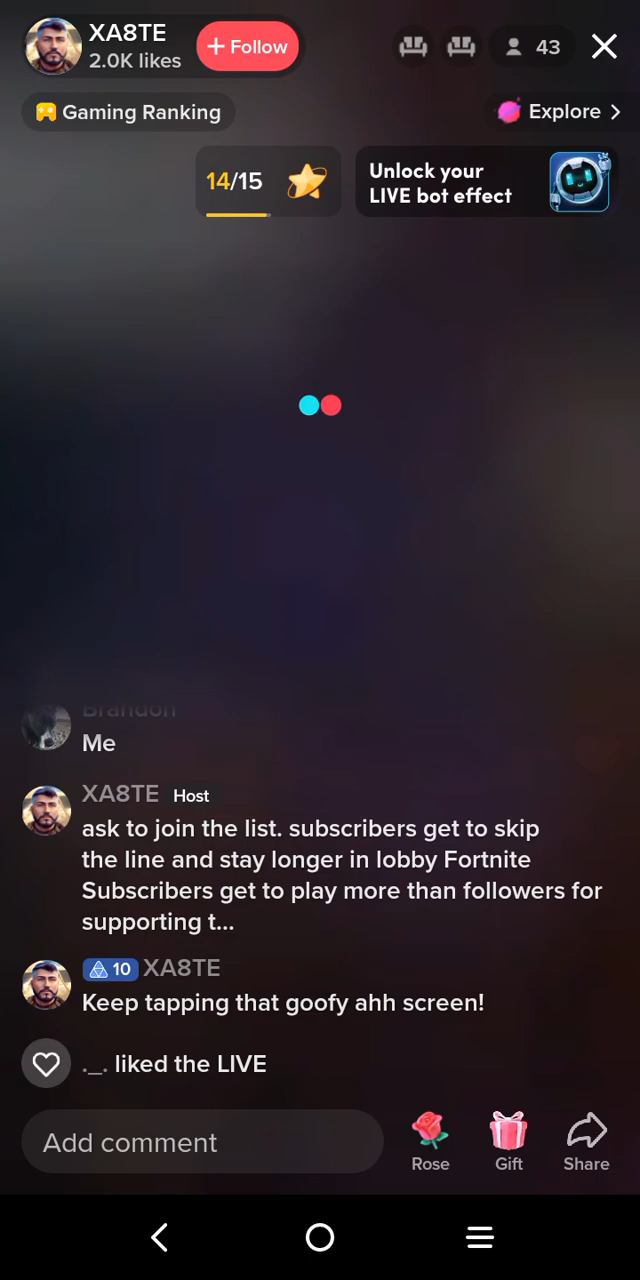 XA8TE
2.0K likes
+ Follow
43
Gaming Ranking
Explore
14/15
Unlock your
LIVE bot effect
Brandon
Me
XA8TE Host
ask to join the list. subscribers get to skip
the line and stay longer in lobby Fortnite
Subscribers get to play more than followers for
supporting t...
10 XA8TE
Keep tapping that goofy ahh screen!
._. liked the LIVE
Add comment
Rose
Gift
Share